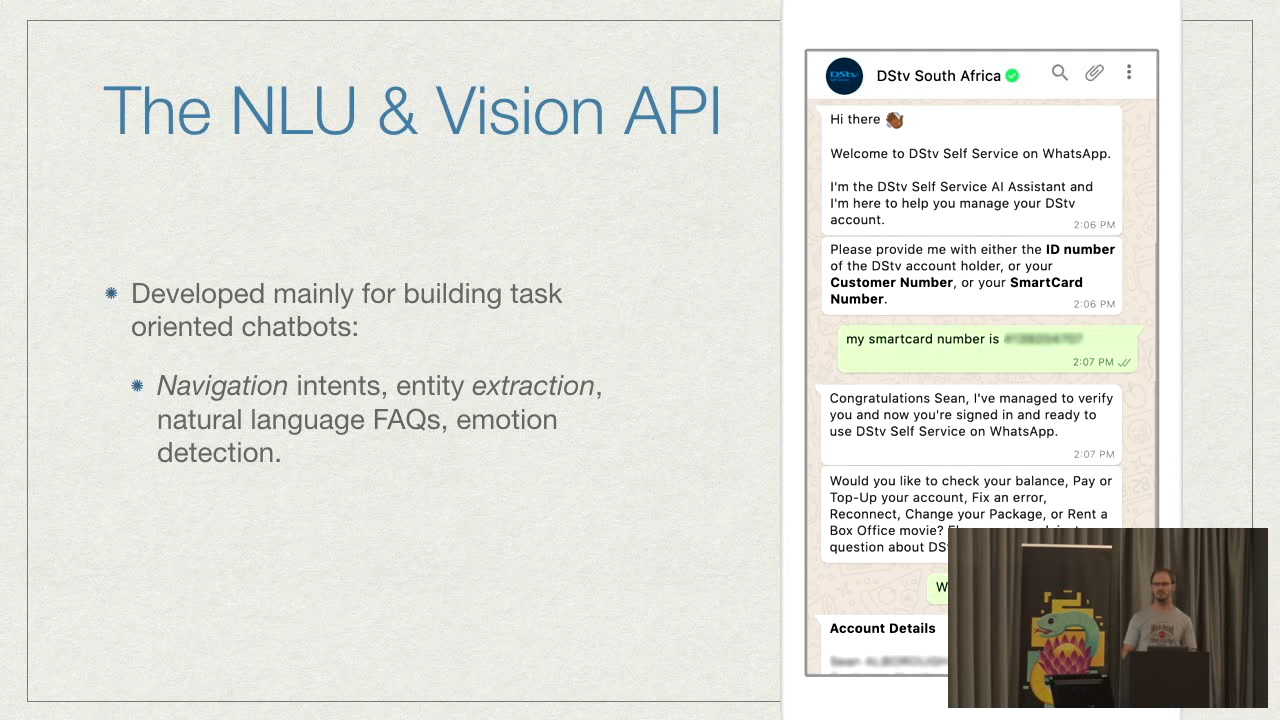 The NLU & Vision API
Developed mainly for building task
oriented chatbots:
Navigation intents, entity extraction,
natural language FAQs, emotion
detection.
DStv
DStv South Africa
Hi there
Welcome to DStv Self Service on WhatsApp.
I'm the DStv Self Service AI Assistant and
I'm here to help you manage your DStv
account.
2:06 PM
Please provide me with either the ID number
of the DStv account holder, or your
Customer Number, or your SmartCard
Number.
2:06 PM
my smartcard number is
2:07 PM
Congratulations Sean, I've managed to verify
you and now you're signed in and ready to
use DStv Self Service on WhatsApp.
2:07 PM
Would you like to check your balance, Pay or
Top-Up your account, Fix an error,
Reconnect, Change your Package, or Rent a
Box Office movie?
question about
Account Details